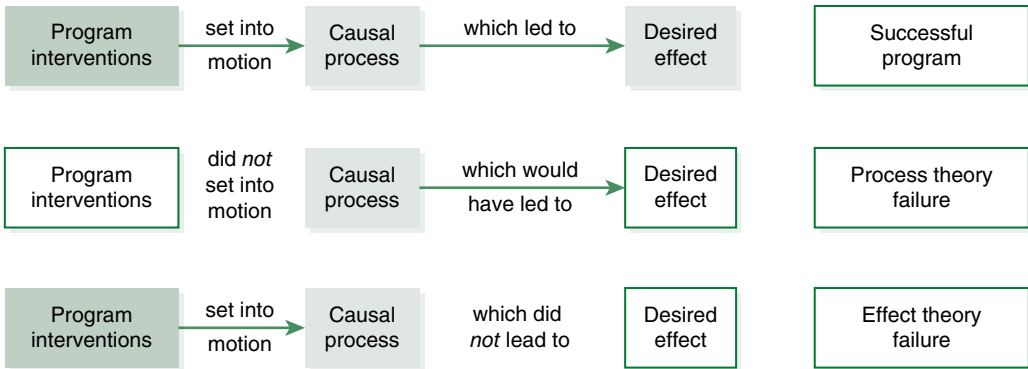 Program
interventions
set into
motion
Causal
process
which led to
Desired
effect
Successful
program
Program
interventions
did not
set into
motion
Causal
process
which would
have led to
Desired
effect
Process theory
failure
Program
interventions
set into
motion
Causal
process
which did
not lead to
Desired
effect
Effect theory
failure